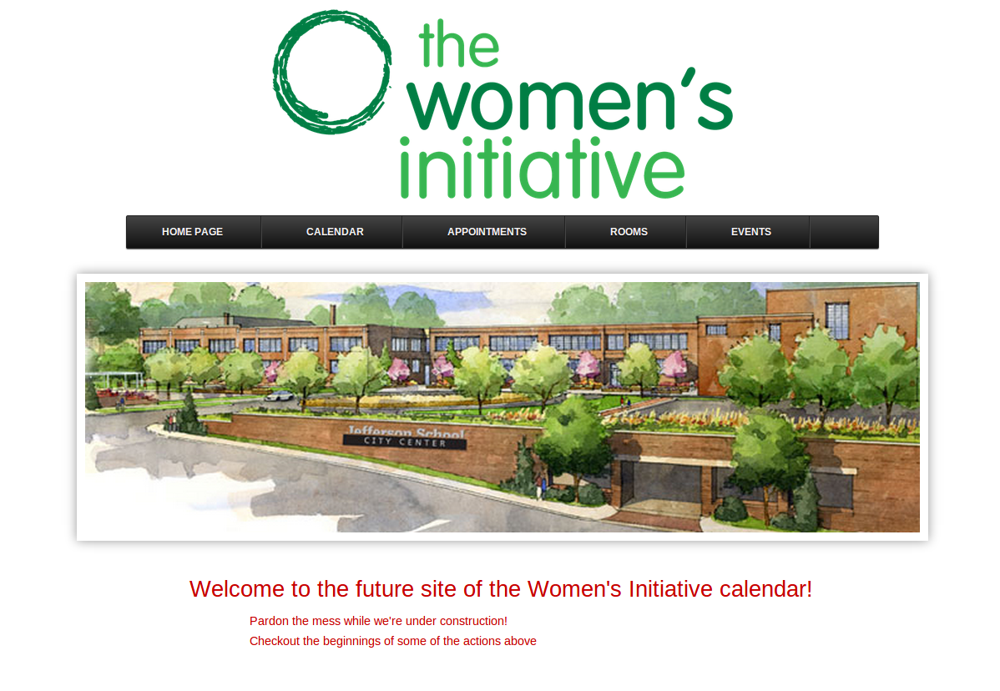 the
women's
initiative
HOME PAGE CALENDAR APPOINTMENTS ROOMS EVENTS
Jefferson School
CITY CENTER
Welcome to the future site of the Women's Initiative calendar!
Pardon the mess while we're under construction!
Checkout the beginnings of some of the actions above